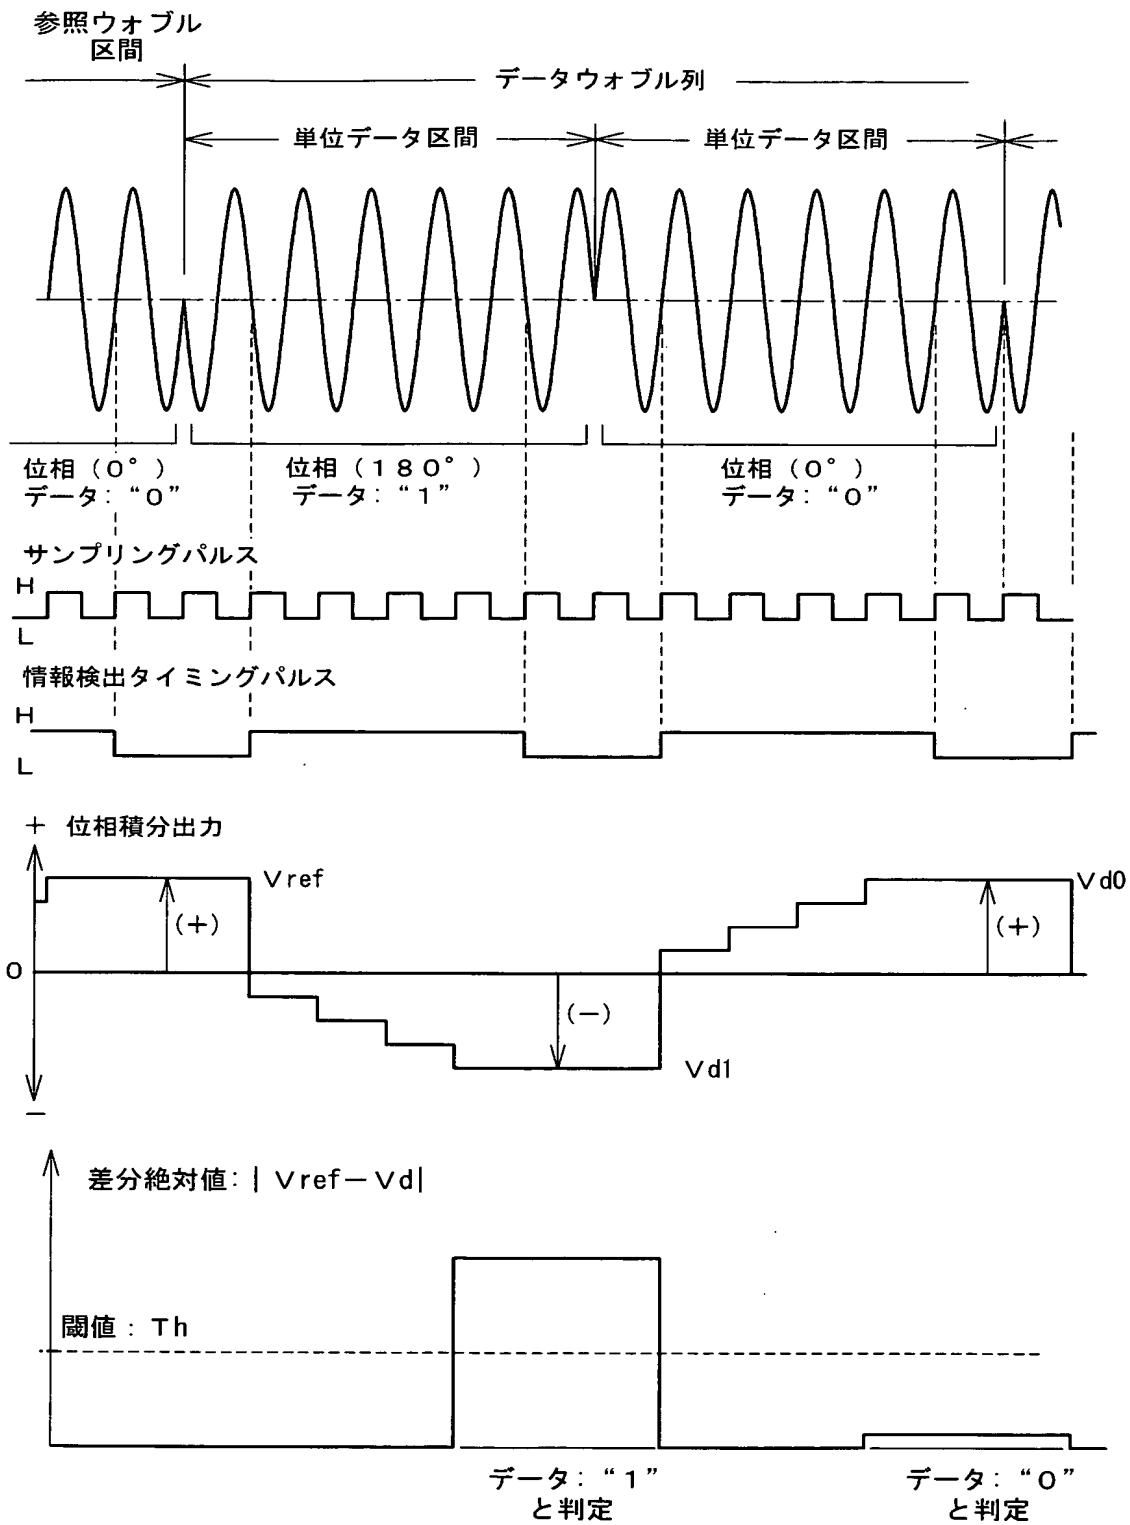 参照ウォブル
区間
データウォブル列
単位データ区間
単位データ区間
位相(0°)
データ:“0”
位相(180°)
データ:“1”
位相(0°)
データ:“0”
サンプリングパルス
H
L
情報検出タイミングパルス
H
L
+ 位相積分出力
Vref
(+)
0
(−)
Vd1
Vd0
(+)
−
差分絶対値:|Vref−Vd|
閾値:Th
データ:“1”
と判定
データ:“0”
と判定